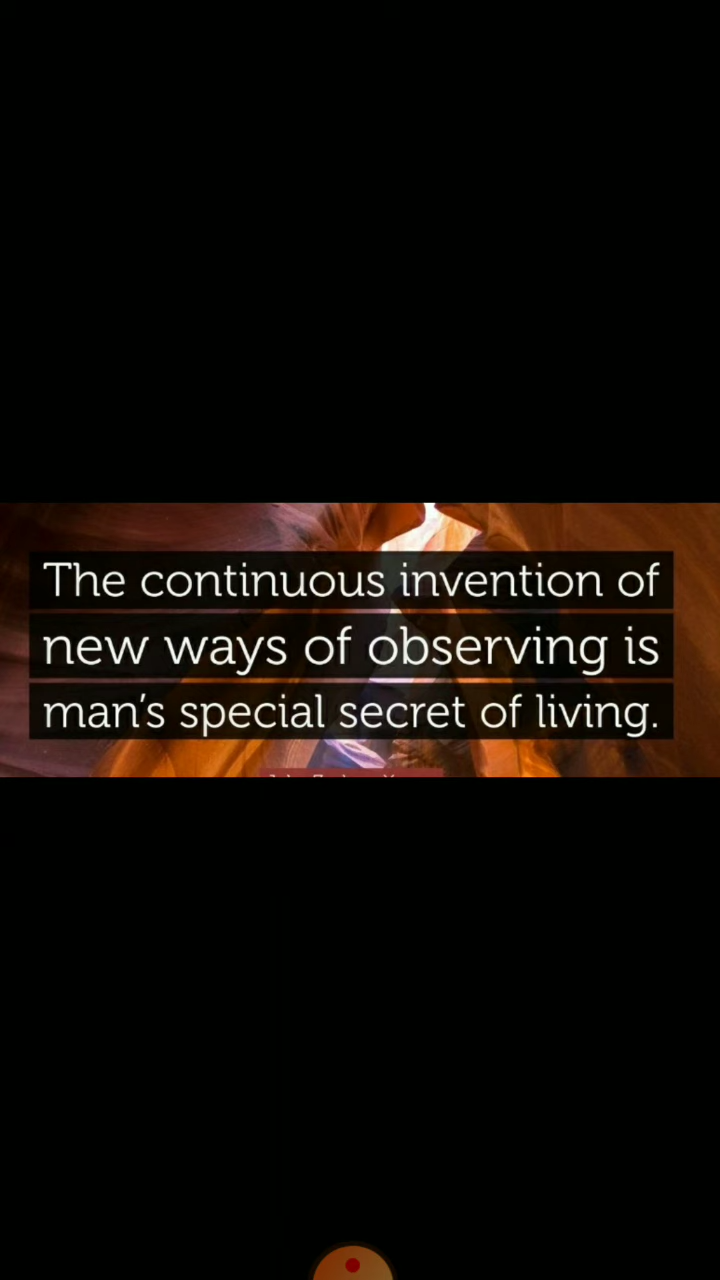 The continuous invention of
new ways of observing is
man's special secret of living.